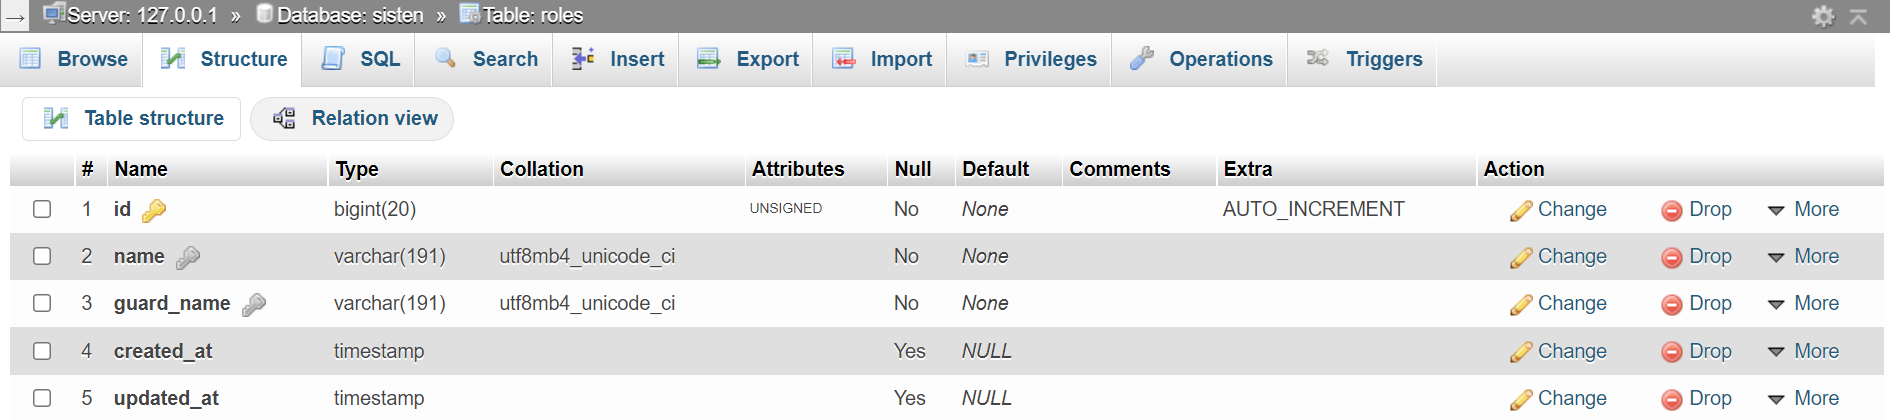 Server: 127.0.0.1 » Database: sisten » Table: roles
Browse Structure SQL Search Insert Export Import Privileges Operations Triggers
Table structure Relation view
# Name Type Collation Attributes Null Default Comments Extra Action
1 id bigint(20) UNSIGNED No None AUTO_INCREMENT Change Drop More
2 name varchar(191) utf8mb4_unicode_ci No None Change Drop More
3 guard_name varchar(191) utf8mb4_unicode_ci No None Change Drop More
4 created_at timestamp Yes NULL Change Drop More
5 updated_at timestamp Yes NULL Change Drop More